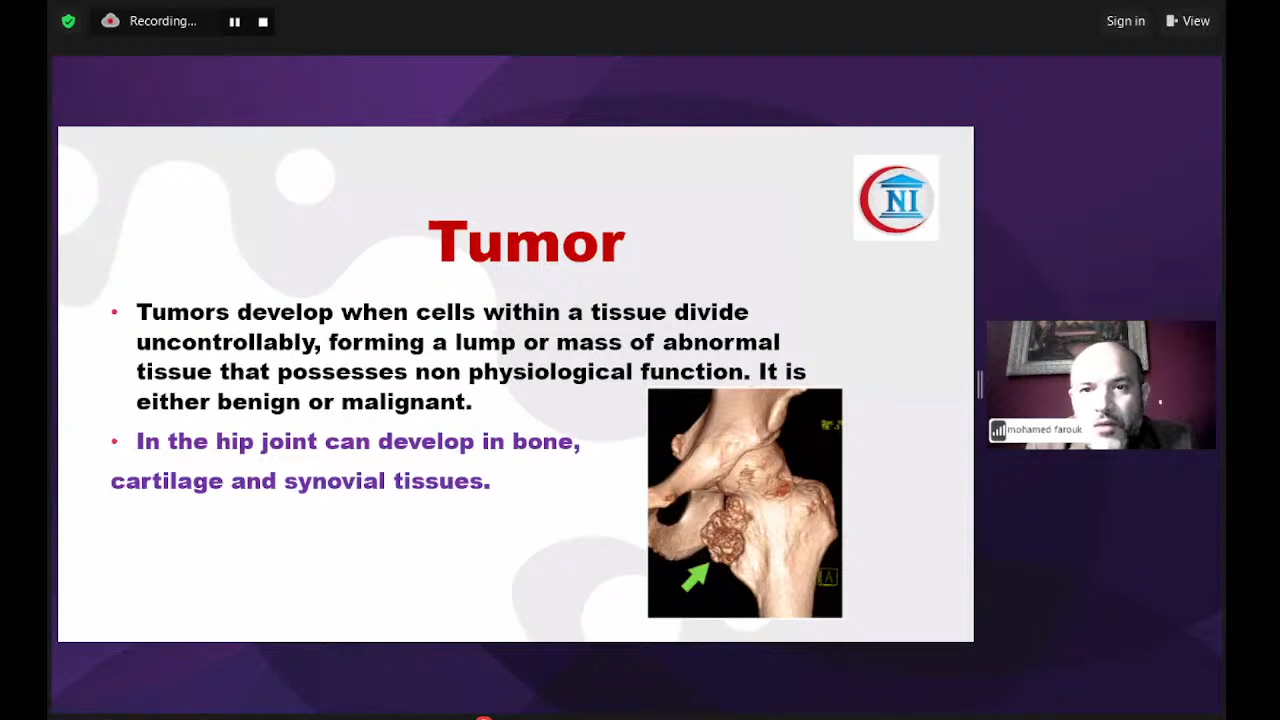 Recording...
Sign in
View
NI
Tumor
• Tumors develop when cells within a tissue divide
uncontrollably, forming a lump or mass of abnormal
tissue that possesses non physiological function. It is
either benign or malignant.
• In the hip joint can develop in bone,
cartilage and synovial tissues.
A
mohamed farouk